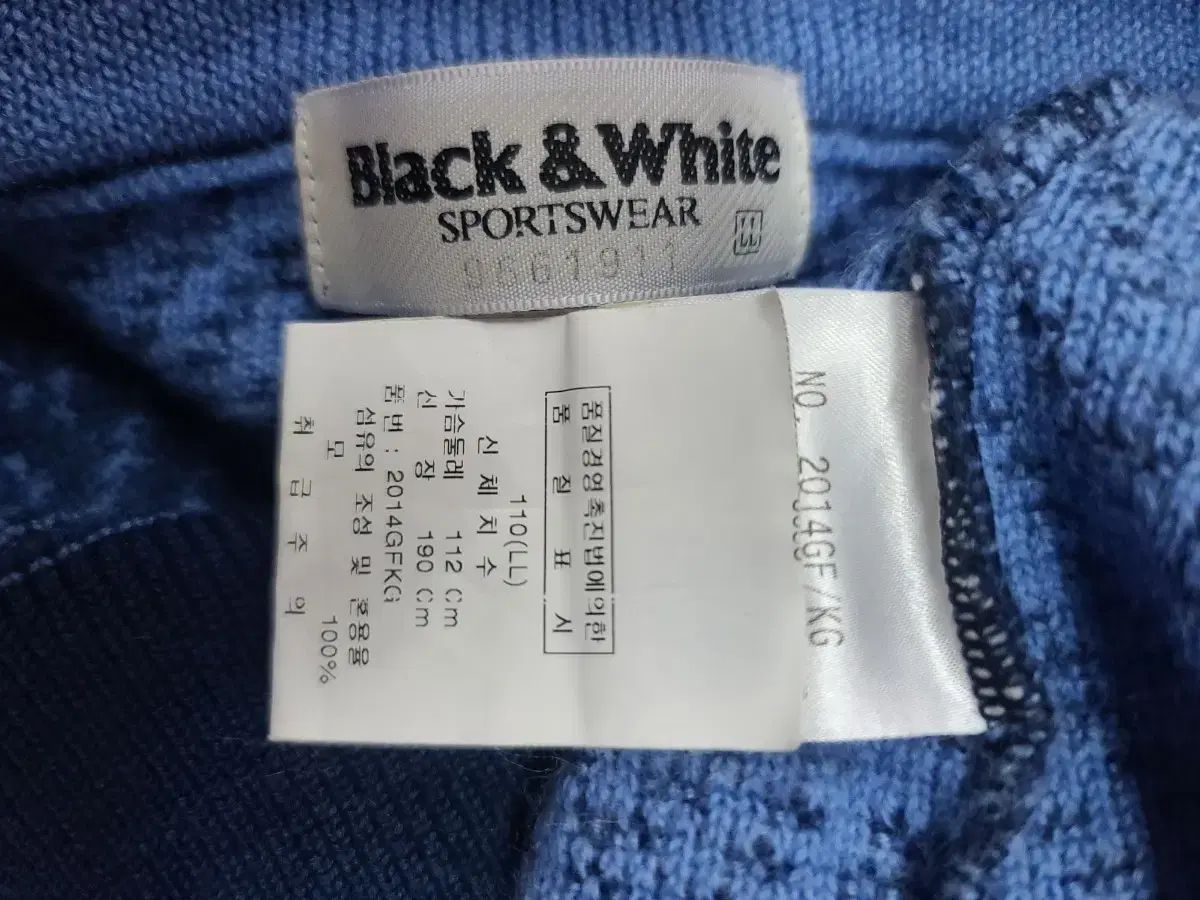 Black & White
SPORTSWEAR
LL
9661911
NO. 2014GF/KG
품질경영촉진법에의한
품 질 표 시
110(LL)
신 체 치 수
가슴둘레 112 Cm
신 장 190 Cm
품번 : 2014GFKG
섬유의 조성 및 혼용율
모 100%
취 급 주 의